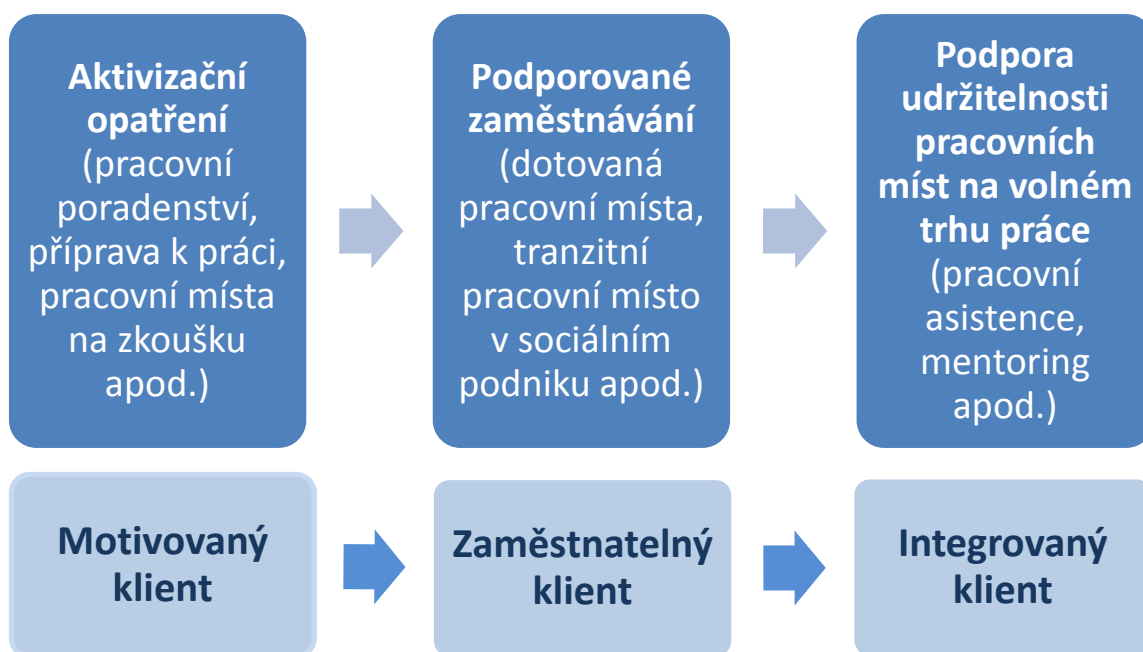 Aktivizační
opatření
(pracovní
poradenství,
příprava k práci,
pracovní místa
na zkoušku
apod.)
Podporované
zaměstnávání
(dotovaná
pracovní místa,
tranzitní
pracovní místo
v sociálním
podniku apod.)
Podpora
udržitelnosti
pracovních
míst na volném
trhu práce
(pracovní
asistence,
mentoring
apod.)
Motivovaný
klient
Zaměstnatelný
klient
Integrovaný
klient